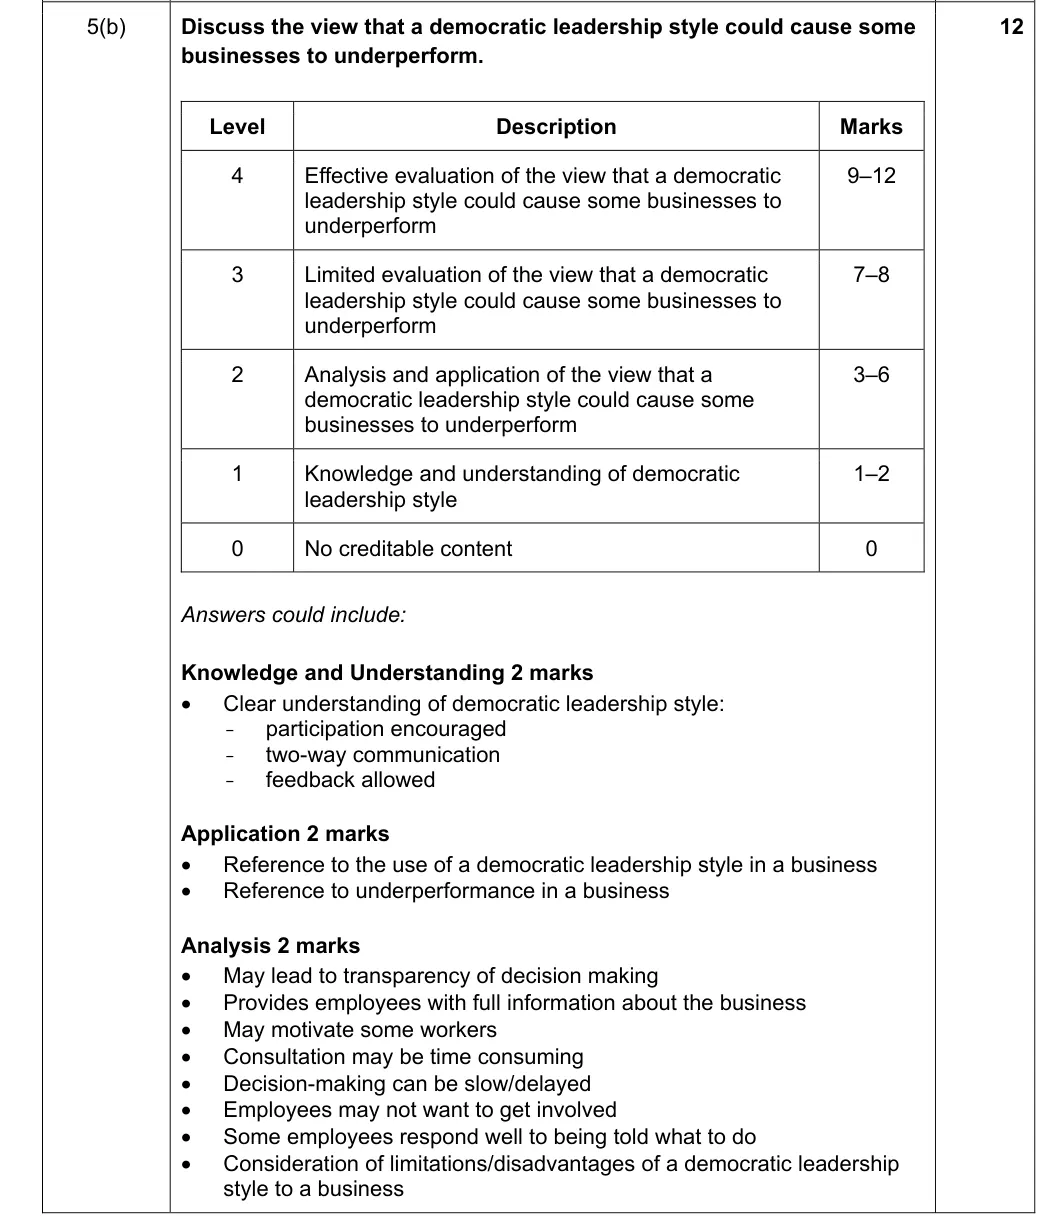 5(b)
Discuss the view that a democratic leadership style could cause some
businesses to underperform.
12
Level Description Marks
4 Effective evaluation of the view that a democratic 9–12
leadership style could cause some businesses to
underperform
3 Limited evaluation of the view that a democratic 7–8
leadership style could cause some businesses to
underperform
2 Analysis and application of the view that a 3–6
democratic leadership style could cause some
businesses to underperform
1 Knowledge and understanding of democratic 1–2
leadership style
0 No creditable content 0
Answers could include:
Knowledge and Understanding 2 marks
• Clear understanding of democratic leadership style:
– participation encouraged
– two-way communication
– feedback allowed
Application 2 marks
• Reference to the use of a democratic leadership style in a business
• Reference to underperformance in a business
Analysis 2 marks
• May lead to transparency of decision making
• Provides employees with full information about the business
• May motivate some workers
• Consultation may be time consuming
• Decision-making can be slow/delayed
• Employees may not want to get involved
• Some employees respond well to being told what to do
• Consideration of limitations/disadvantages of a democratic leadership
style to a business